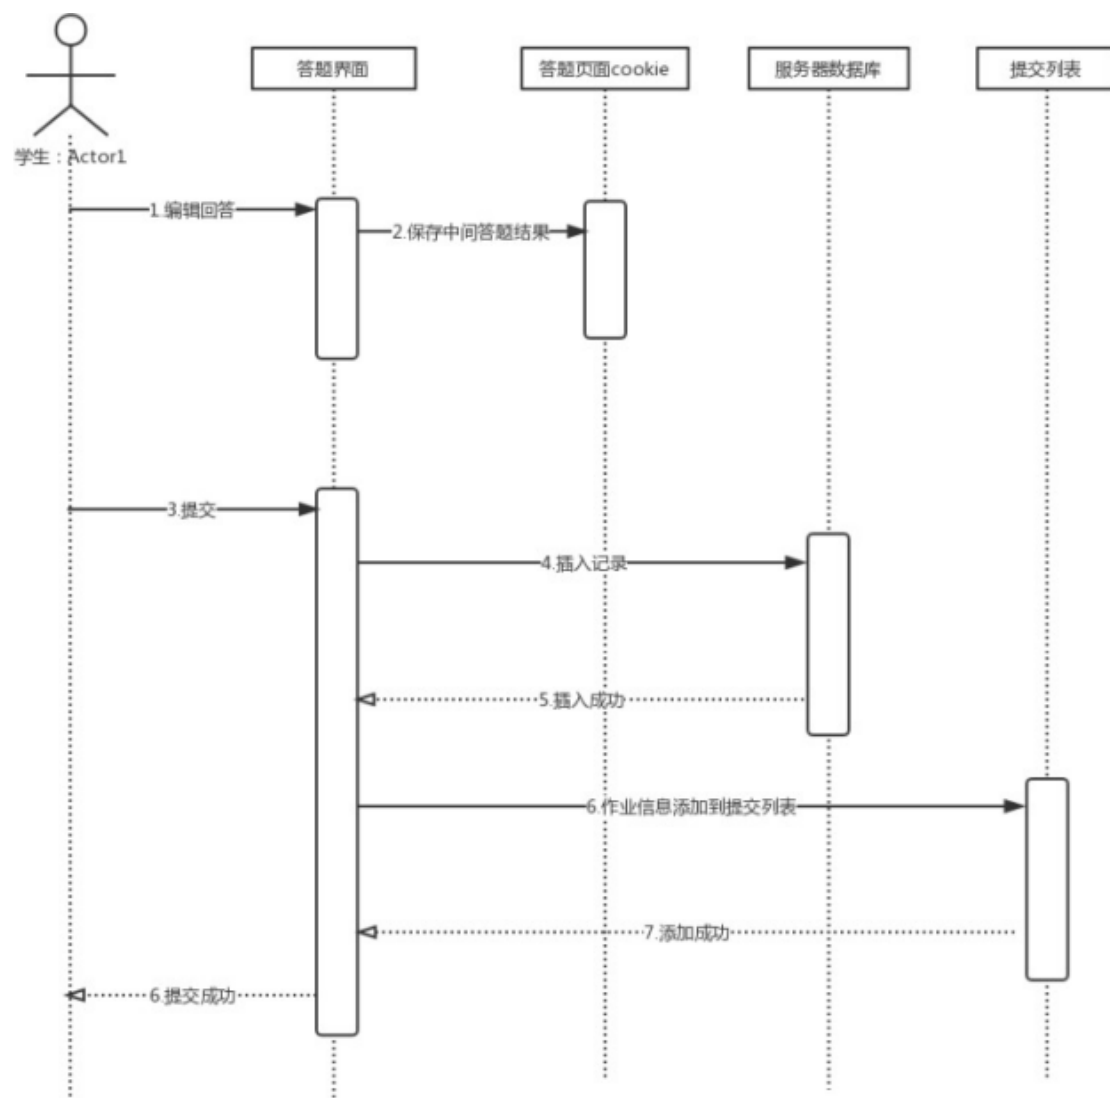 答题界面
答题页面cookie
服务器数据库
提交列表
学生：Actor1
1.编辑回答
2.保存中间答题结果
3.提交
4.插入记录
5.插入成功
6.作业信息添加到提交列表
7.添加成功
6.提交成功